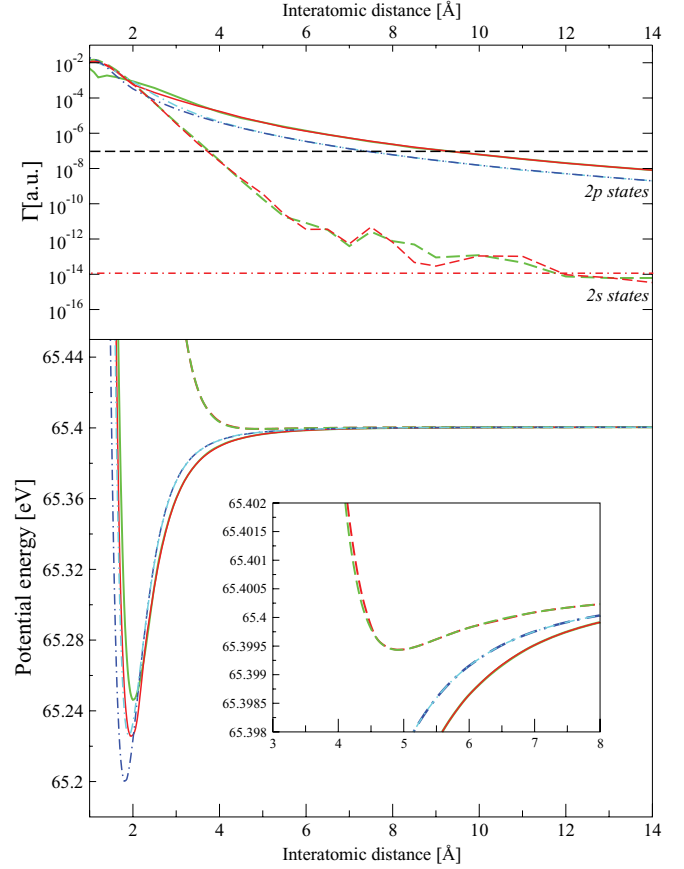 Interatomic distance [Å]
2 4 6 8 10 12 14
10⁻²
10⁻⁴
10⁻⁶
10⁻⁸
10⁻¹⁰
10⁻¹²
10⁻¹⁴
10⁻¹⁶
Γ[a.u.]
2p states
2s states
65.44
65.4
65.36
65.32
65.28
65.24
65.2
Potential energy [eV]
65.402
65.4015
65.401
65.4005
65.4
65.3995
65.399
65.3985
65.398
3 4 5 6 7 8
2 4 6 8 10 12 14
Interatomic distance [Å]